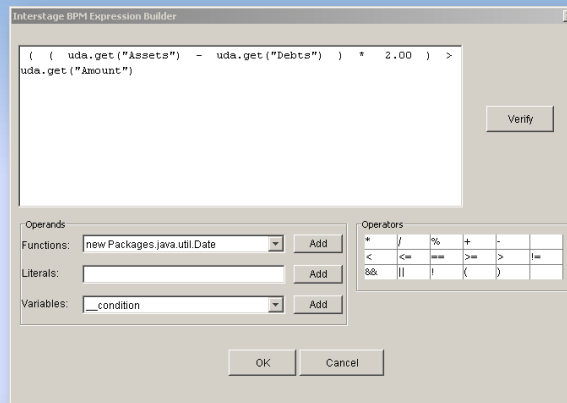 Interstage BPM Expression Builder
( ( uda.get("Assets") - uda.get("Debts") ) * 2.00 ) >
uda.get("Amount")
Verify
Operands
Functions: new Packages.java.util.Date Add
Literals: Add
Variables: __condition Add
Operators
* / % + -
< <= == >= > !=
&& || ! ( )
OK Cancel